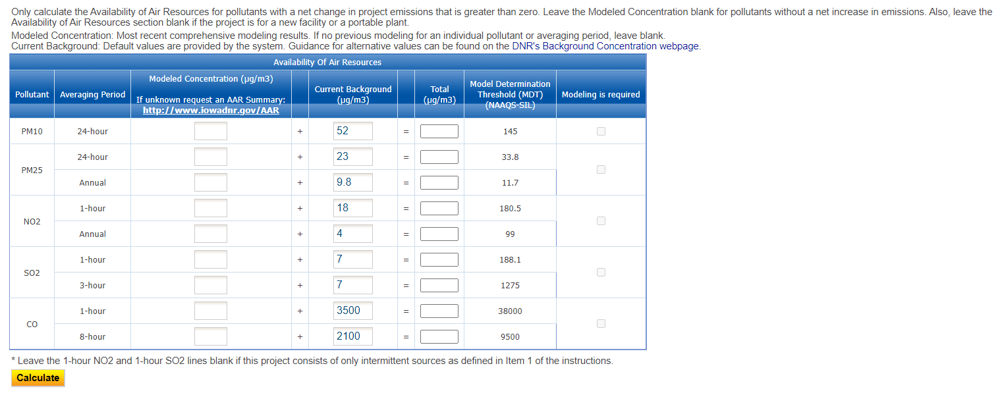 Only calculate the Availability of Air Resources for pollutants with a net change in project emissions that is greater than zero. Leave the Modeled Concentration blank for pollutants without a net increase in emissions. Also, leave the
Availability of Air Resources section blank if the project is for a new facility or a portable plant.
Modeled Concentration: Most recent comprehensive modeling results. If no previous modeling for an individual pollutant or averaging period, leave blank.
Current Background: Default values are provided by the system. Guidance for alternative values can be found on the DNR's Background Concentration webpage.
Availability Of Air Resources
Pollutant
Averaging Period
Modeled Concentration (µg/m3)
If unknown request an AAR Summary:
http://www.iowadnr.gov/AAR
Current Background
(µg/m3)
Total
(µg/m3)
Model Determination
Threshold (MDT)
(NAAQS-SIL)
Modeling is required
PM10 24-hour + 52 = 145
PM25
24-hour + 23 = 33.8
Annual + 9.8 = 11.7
NO2
1-hour + 18 = 180.5
Annual + 4 = 99
SO2
1-hour + 7 = 188.1
3-hour + 7 = 1275
CO
1-hour + 3500 = 38000
8-hour + 2100 = 9500
* Leave the 1-hour NO2 and 1-hour SO2 lines blank if this project consists of only intermittent sources as defined in Item 1 of the instructions.
Calculate